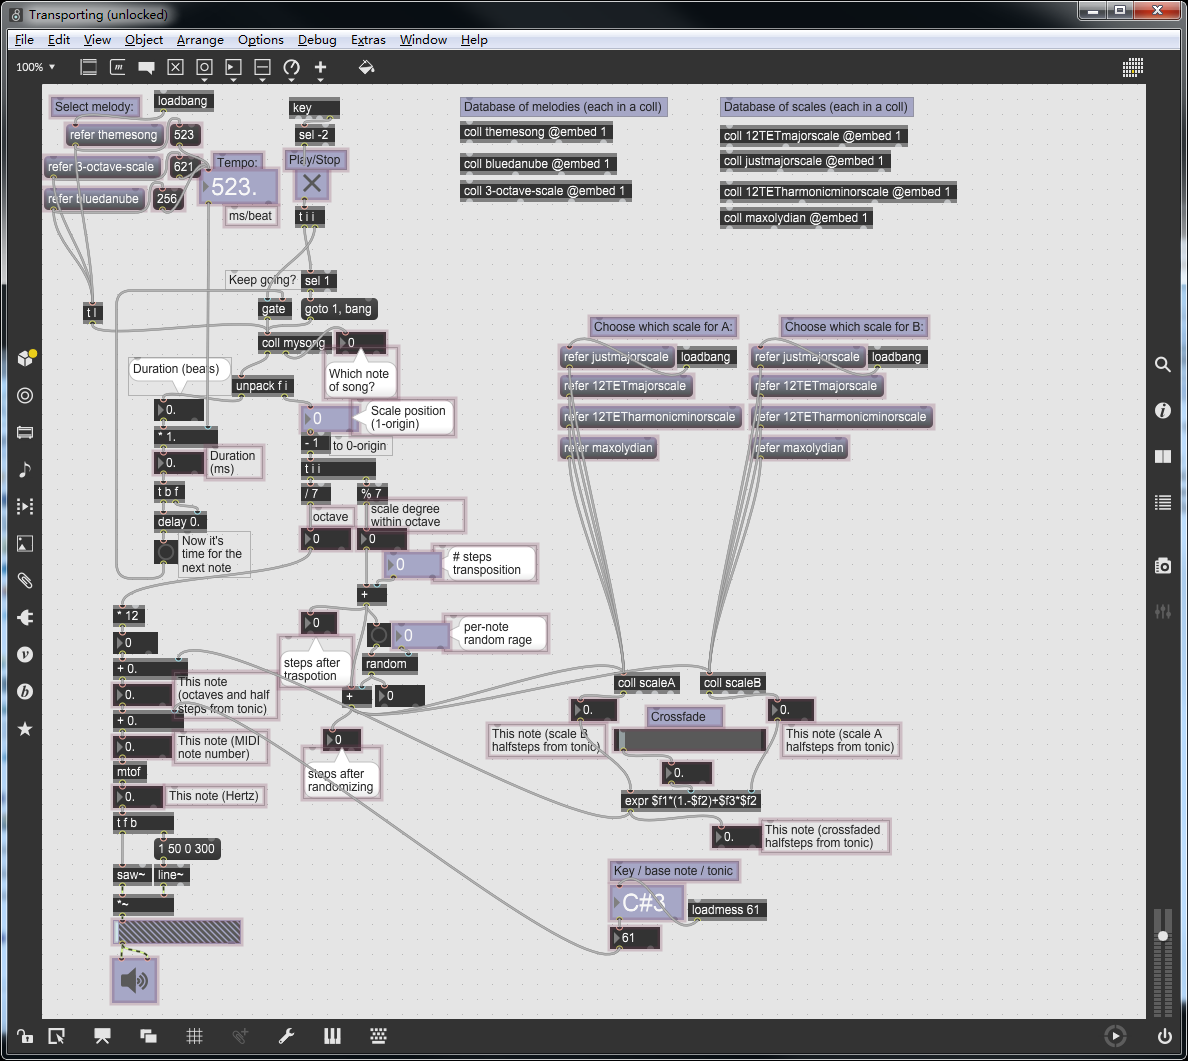 Transporting (unlocked)
File Edit View Object Arrange Options Debug Extras Window Help
100%
Select melody:
loadbang
refer themesong
523
refer 3-octave-scale
621
refer bluedanube
256
Tempo:
523.
ms/beat
key
sel -2
Play/Stop
t i i
Keep going?
sel 1
t l
gate
goto 1, bang
coll mysong
0
Which note
of song?
Duration (beats)
unpack f i
0.
0
Scale position
(1-origin)
* 1.
- 1
to 0-origin
0.
Duration
(ms)
t i i
t b f
/ 7
% 7
delay 0.
octave
scale degree
within octave
0
0
Now it's
time for the
next note
0
# steps
transposition
+
* 12
0
0
0
per-note
random rage
steps after
traspotion
random
+ 0.
+
0
0.
This note
(octaves and half
steps from tonic)
+ 0.
0.
This note (MIDI
note number)
0
steps after
randomizing
mtof
0.
This note (Hertz)
t f b
1 50 0 300
saw~
line~
*~
Database of melodies (each in a coll)
coll themesong @embed 1
coll bluedanube @embed 1
coll 3-octave-scale @embed 1
Database of scales (each in a coll)
coll 12TETmajorscale @embed 1
coll justmajorscale @embed 1
coll 12TETharmonicminorscale @embed 1
coll maxolydian @embed 1
Choose which scale for A:
refer justmajorscale
loadbang
refer 12TETmajorscale
refer 12TETharmonicminorscale
refer maxolydian
Choose which scale for B:
refer justmajorscale
loadbang
refer 12TETmajorscale
refer 12TETharmonicminorscale
refer maxolydian
coll scaleA
coll scaleB
0.
Crossfade
0.
This note (scale B
halfsteps from tonic)
This note (scale A
halfsteps from tonic)
0.
expr $f1*(1.-$f2)+$f3*$f2
0.
This note (crossfaded
halfsteps from tonic)
Key / base note / tonic
C#3
loadmess 61
61